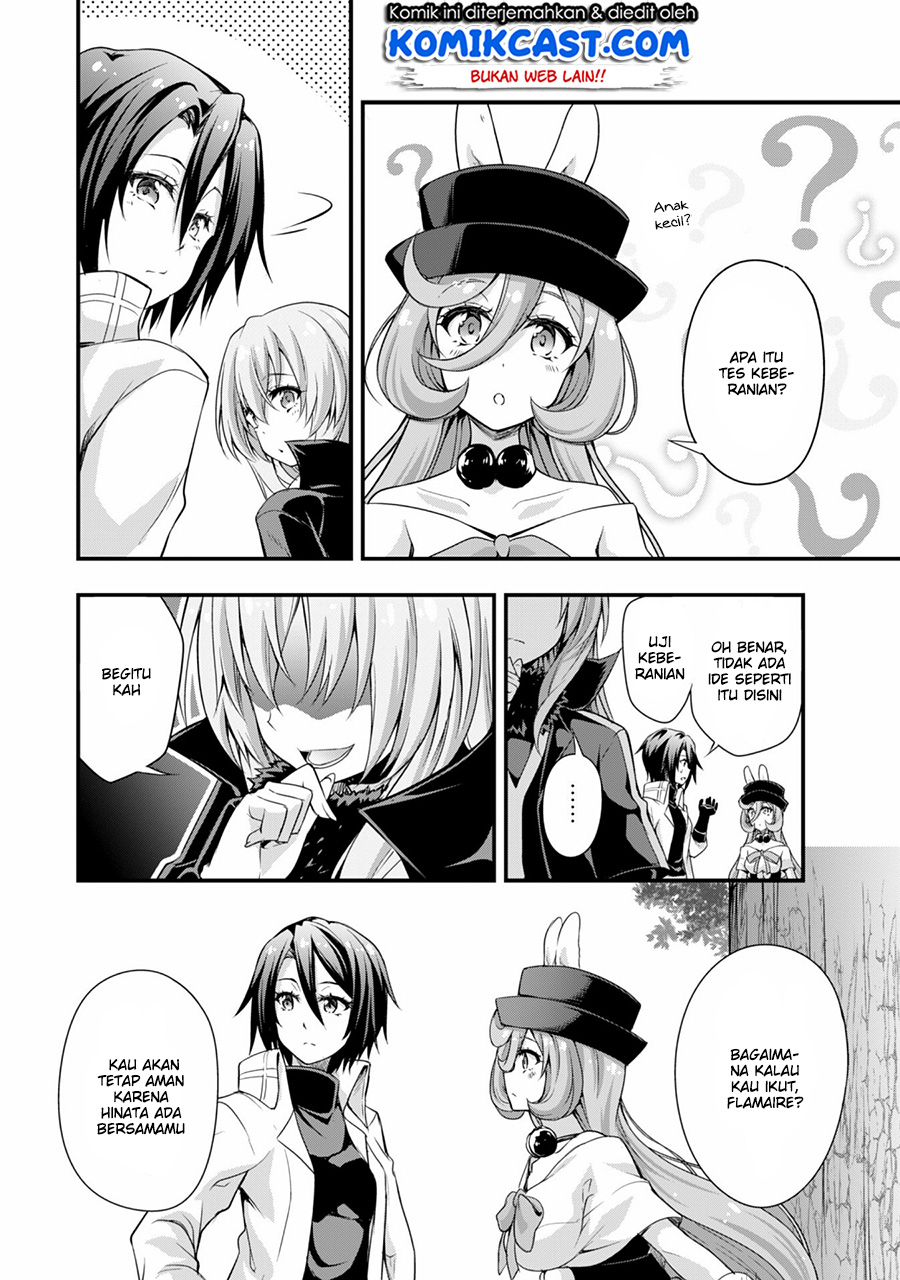 Komik ini diterjemahkan & diedit oleh
KOMIKCAST.COM
BUKAN WEB LAIN!!
Anak
kecil?
APA ITU
TES KEBE-
RANIAN?
OH BENAR,
TIDAK ADA
IDE SEPERTI
ITU DISINI
UJI
KEBE-
RANIAN
......
BEGITU
KAH
BAGAIMA-
NA KALAU
KAU IKUT,
FLAMAIRE?
KAU AKAN
TETAP AMAN
KARENA
HINATA ADA
BERSAMAMU